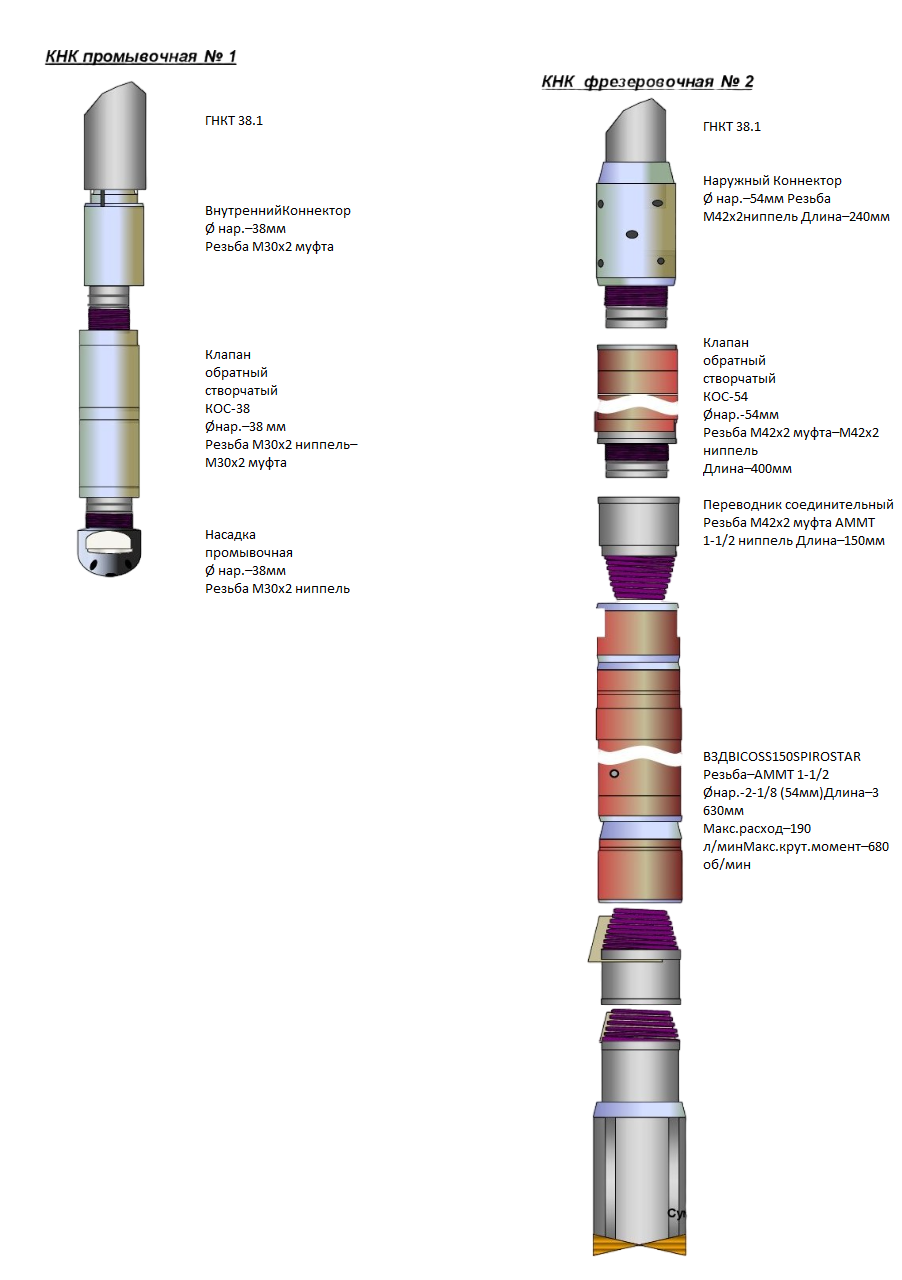 КНК промывочная № 1
ГНКТ 38.1
ВнутреннийКоннектор
Ø нар.–38мм
Резьба М30х2 муфта
Клапан
обратный
створчатый
КОС-38
Øнар.–38 мм
Резьба М30х2 ниппель–
М30х2 муфта
Насадка
промывочная
Ø нар.–38мм
Резьба М30х2 ниппель
КНК фрезеровочная № 2
ГНКТ 38.1
Наружный Коннектор
Ø нар.–54мм Резьба
М42х2ниппель Длина–240мм
Клапан
обратный
створчатый
КОС-54
Øнар.-54мм
Резьба М42х2 муфта–М42х2
ниппель
Длина–400мм
Переводник соединительный
Резьба М42х2 муфта АММТ
1-1/2 ниппель Длина–150мм
ВЗДBICOSS150SPIROSTAR
Резьба–АММТ 1-1/2
Øнар.-2-1/8 (54мм)Длина–3
630мм
Макс.расход–190
л/минМакс.крут.момент–680
об/мин